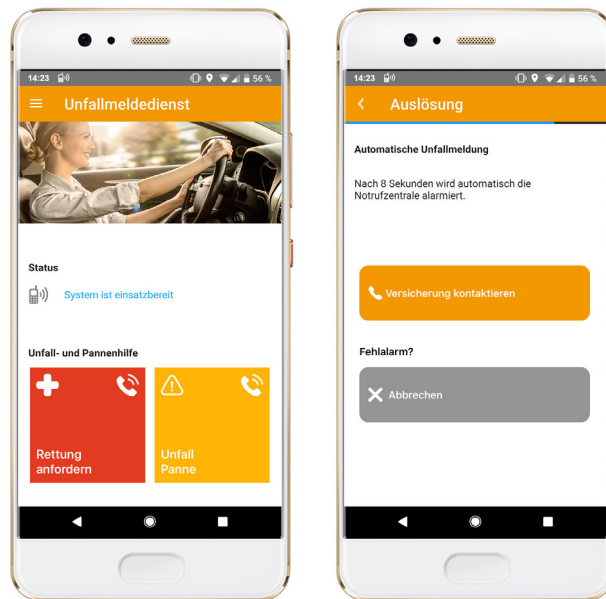 14:23 56 %
Unfallmeldedienst
Status
System ist einsatzbereit
Unfall- und Pannenhilfe
Rettung
anfordern
Unfall
Panne
14:23 56 %
Auslösung
Automatische Unfallmeldung
Nach 8 Sekunden wird automatisch die
Notrufzentrale alarmiert.
Versicherung kontaktieren
Fehlalarm?
Abbrechen